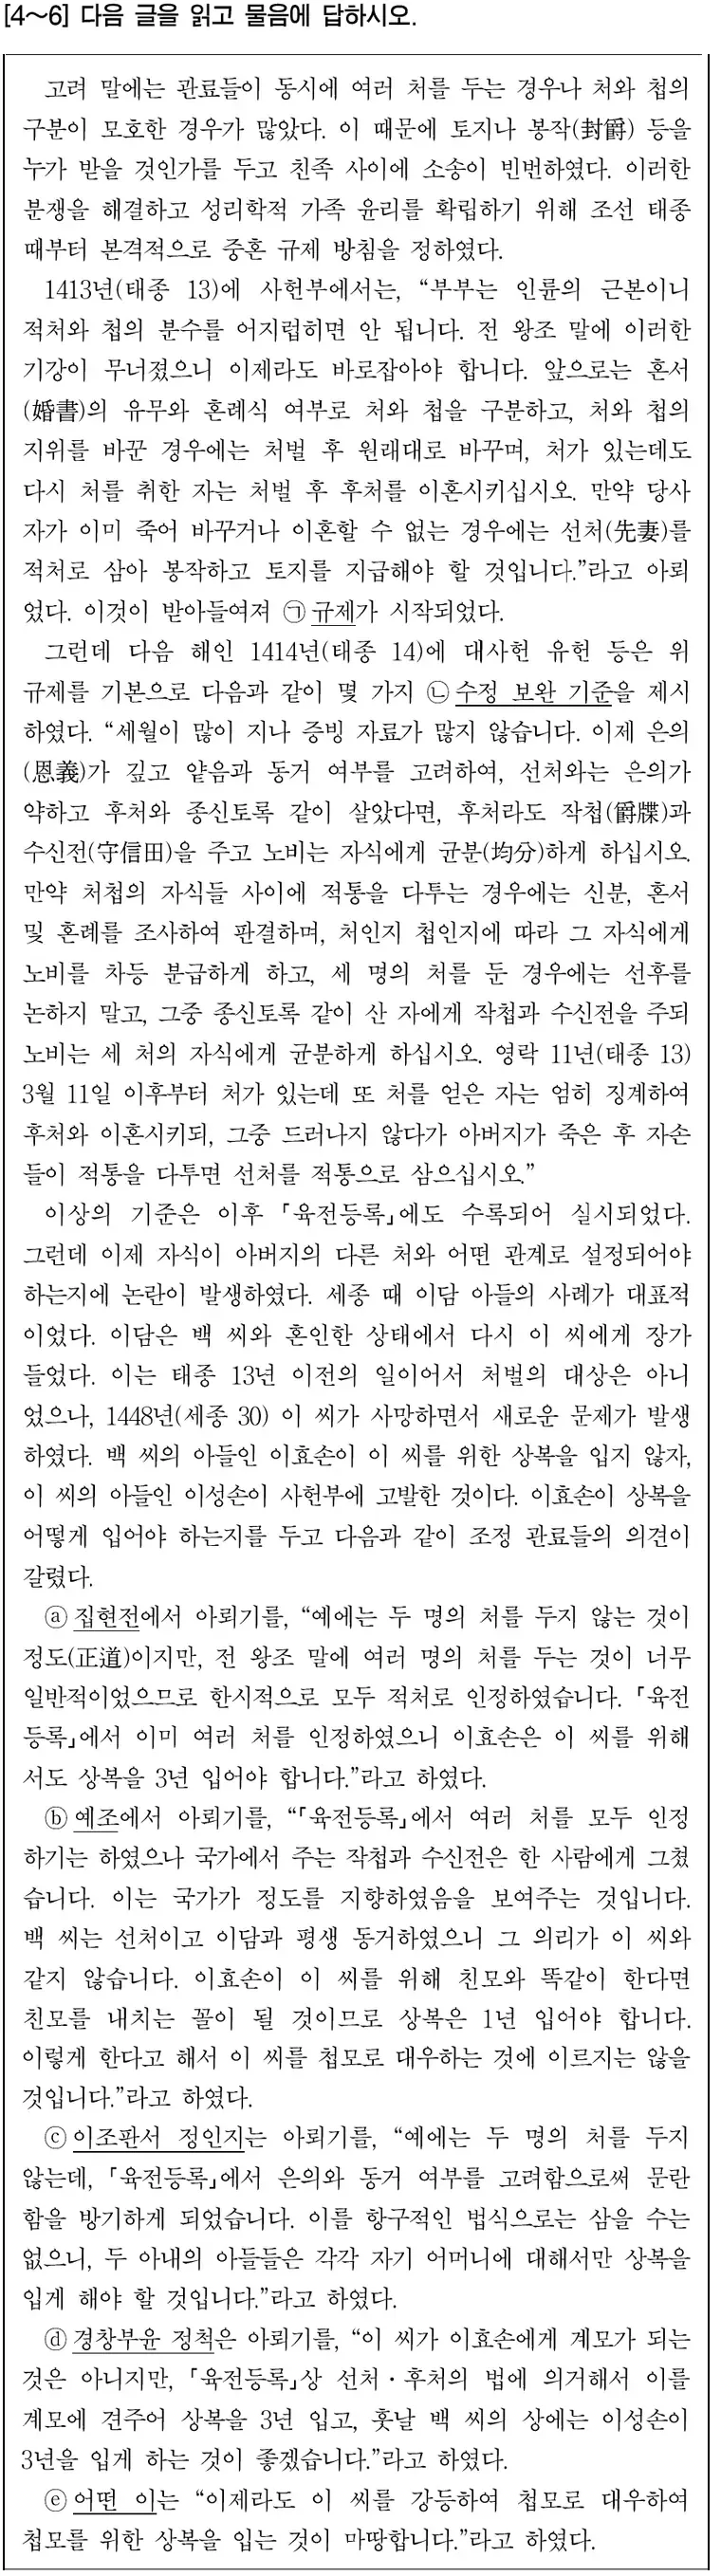 [4～6] 다음 글을 읽고 물음에 답하시오.
고려 말에는 관료들이 동시에 여러 처를 두는 경우나 처와 첩의
구분이 모호한 경우가 많았다. 이 때문에 토지나 봉작(封爵) 등을
누가 받을 것인가를 두고 친족 사이에 소송이 빈번하였다. 이러한
분쟁을 해결하고 성리학적 가족 윤리를 확립하기 위해 조선 태종
때부터 본격적으로 중혼 규제 방침을 정하였다.
1413년(태종 13)에 사헌부에서는, “부부는 인륜의 근본이니
적처와 첩의 분수를 어지럽히면 안 됩니다. 전 왕조 말에 이러한
기강이 무너졌으니 이제라도 바로잡아야 합니다. 앞으로는 혼서
(婚書)의 유무와 혼례식 여부로 처와 첩을 구분하고, 처와 첩의
지위를 바꾼 경우에는 처벌 후 원래대로 바꾸며, 처가 있는데도
다시 처를 취한 자는 처벌 후 후처를 이혼시키십시오. 만약 당사
자가 이미 죽어 바꾸거나 이혼할 수 없는 경우에는 선처(先妻)를
적처로 삼아 봉작하고 토지를 지급해야 할 것입니다.”라고 아뢰
었다. 이것이 받아들여져 ㉠규제가 시작되었다.
그런데 다음 해인 1414년(태종 14)에 대사헌 유헌 등은 위
규제를 기본으로 다음과 같이 몇 가지 ㉡수정 보완 기준을 제시
하였다. “세월이 많이 지나 증빙 자료가 많지 않습니다. 이제 은의
(恩義)가 깊고 얕음과 동거 여부를 고려하여, 선처와는 은의가
약하고 후처와 종신토록 같이 살았다면, 후처라도 작첩(爵牒)과
수신전(守信田)을 주고 노비는 자식에게 균분(均分)하게 하십시오.
만약 처첩의 자식들 사이에 적통을 다투는 경우에는 신분, 혼서
및 혼례를 조사하여 판결하며, 처인지 첩인지에 따라 그 자식에게
노비를 차등 분급하게 하고, 세 명의 처를 둔 경우에는 선후를
논하지 말고, 그중 종신토록 같이 산 자에게 작첩과 수신전을 주되
노비는 세 처의 자식에게 균분하게 하십시오. 영락 11년(태종 13)
3월 11일 이후부터 처가 있는데 또 처를 얻은 자는 엄히 징계하여
후처와 이혼시키되, 그중 드러나지 않다가 아버지가 죽은 후 자손
들이 적통을 다투면 선처를 적통으로 삼으십시오.”
이상의 기준은 이후 「육전등록」에도 수록되어 실시되었다.
그런데 이제 자식이 아버지의 다른 처와 어떤 관계로 설정되어야
하는지에 논란이 발생하였다. 세종 때 이담 아들의 사례가 대표적
이었다. 이담은 백 씨와 혼인한 상태에서 다시 이 씨에게 장가
들었다. 이는 태종 13년 이전의 일이어서 처벌의 대상은 아니
었으나, 1448년(세종 30) 이 씨가 사망하면서 새로운 문제가 발생
하였다. 백 씨의 아들인 이효손이 이 씨를 위한 상복을 입지 않자,
이 씨의 아들인 이성손이 사헌부에 고발한 것이다. 이효손이 상복을
어떻게 입어야 하는지를 두고 다음과 같이 조정 관료들의 의견이
갈렸다.
ⓐ집현전에서 아뢰기를, “예에는 두 명의 처를 두지 않는 것이
정도(正道)이지만, 전 왕조 말에 여러 명의 처를 두는 것이 너무
일반적이었으므로 한시적으로 모두 적처로 인정하였습니다. 「육전
등록」에서 이미 여러 처를 인정하였으니 이효손은 이 씨를 위해
서도 상복을 3년 입어야 합니다.”라고 하였다.
ⓑ예조에서 아뢰기를, “「육전등록」에서 여러 처를 모두 인정
하기는 하였으나 국가에서 주는 작첩과 수신전은 한 사람에게 그쳤
습니다. 이는 국가가 정도를 지향하였음을 보여주는 것입니다.
백 씨는 선처이고 이담과 평생 동거하였으니 그 의리가 이 씨와
같지 않습니다. 이효손이 이 씨를 위해 친모와 똑같이 한다면
친모를 내치는 꼴이 될 것이므로 상복은 1년 입어야 합니다.
이렇게 한다고 해서 이 씨를 첩모로 대우하는 것에 이르지는 않을
것입니다.”라고 하였다.
ⓒ이조판서 정인지는 아뢰기를, “예에는 두 명의 처를 두지
않는데, 「육전등록」에서 은의와 동거 여부를 고려함으로써 문란
함을 방기하게 되었습니다. 이를 항구적인 법식으로는 삼을 수는
없으니, 두 아내의 아들들은 각각 자기 어머니에 대해서만 상복을
입게 해야 할 것입니다.”라고 하였다.
ⓓ경창부윤 정척은 아뢰기를, “이 씨가 이효손에게 계모가 되는
것은 아니지만, 「육전등록」상 선처·후처의 법에 의거해서 이를
계모에 견주어 상복을 3년 입고, 훗날 백 씨의 상에는 이성손이
3년을 입게 하는 것이 좋겠습니다.”라고 하였다.
ⓔ어떤 이는 “이제라도 이 씨를 강등하여 첩모로 대우하여
첩모를 위한 상복을 입는 것이 마땅합니다.”라고 하였다.